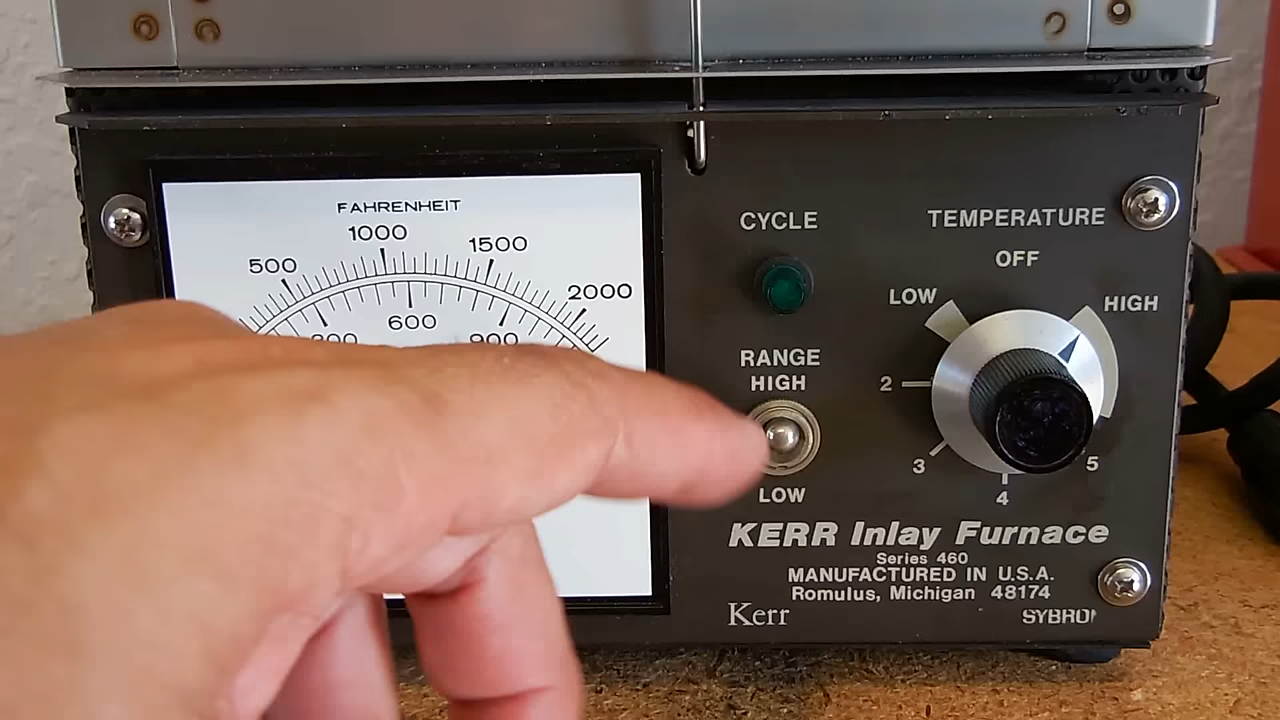 FAHRENHEIT
500 1000 1500 2000
600
CYCLE
RANGE
HIGH
LOW
TEMPERATURE
OFF
LOW HIGH
2
3
4
5
KERR Inlay Furnace
Series 460
MANUFACTURED IN U.S.A.
Romulus, Michigan 48174
Kerr SYBRON